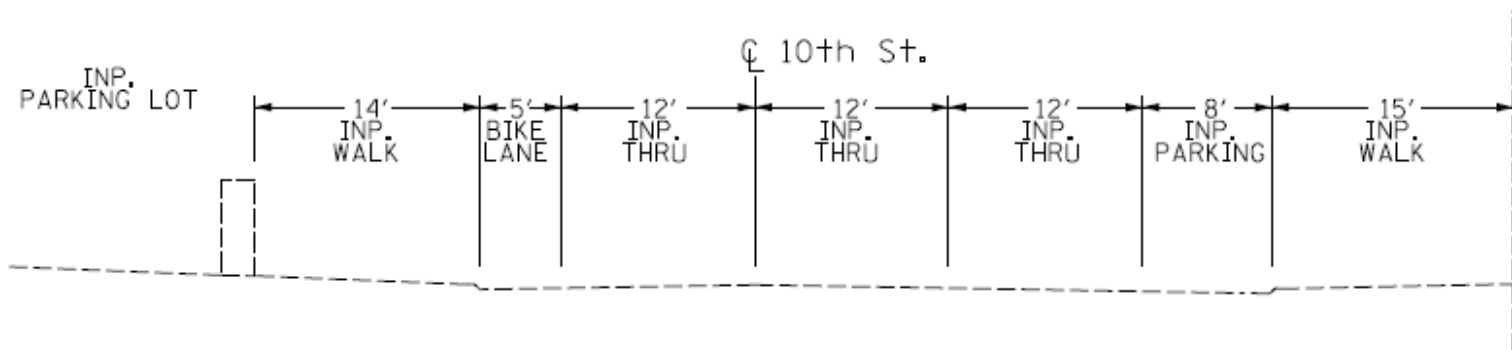 ℄ 10th St.
INP.
PARKING LOT
14'
INP.
WALK
5'
BIKE
LANE
12'
INP.
THRU
12'
INP.
THRU
12'
INP.
THRU
8'
INP.
PARKING
15'
INP.
WALK